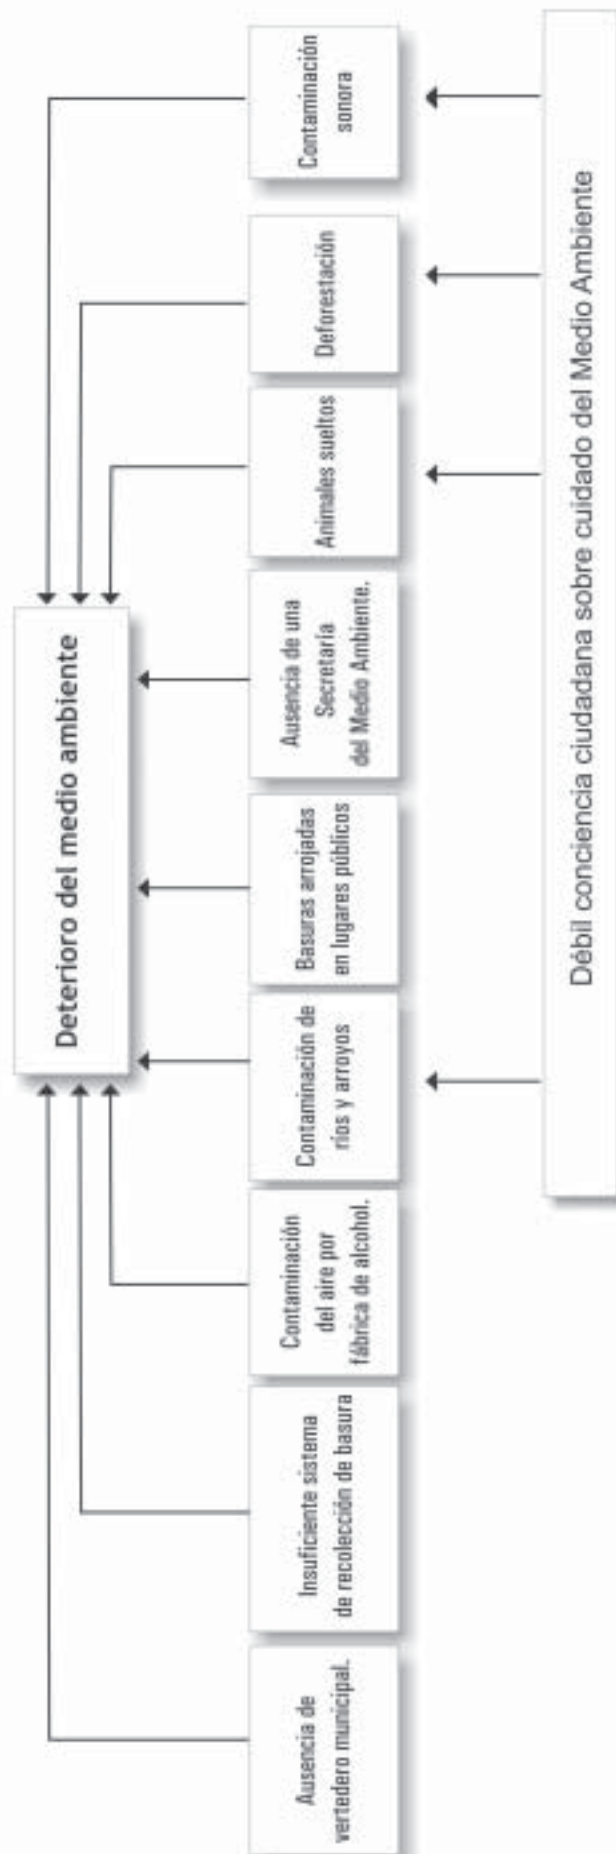 Deterioro del medio ambiente
Ausencia de
vertedero municipal.
Insuficiente sistema
de recolección de basura
Contaminación
del aire por
fábrica de alcohol.
Contaminación de
ríos y arroyos
Basuras arrojadas
en lugares públicos
Ausencia de una
Secretaría
del Medio Ambiente.
Animales sueltos
Deforestación
Contaminación
sonora
Débil conciencia ciudadana sobre cuidado del Medio Ambiente